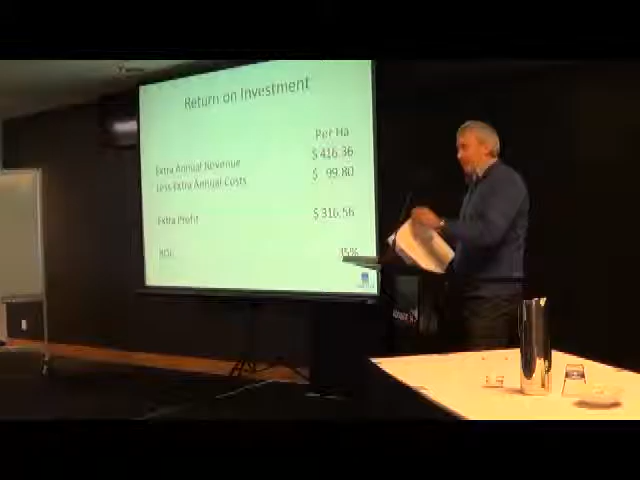 Return on Investment
Per Ha
Extra Annual Revenue $ 416.36
Less Extra Annual Costs $ 99.80
Extra Profit $ 316.56
ROI